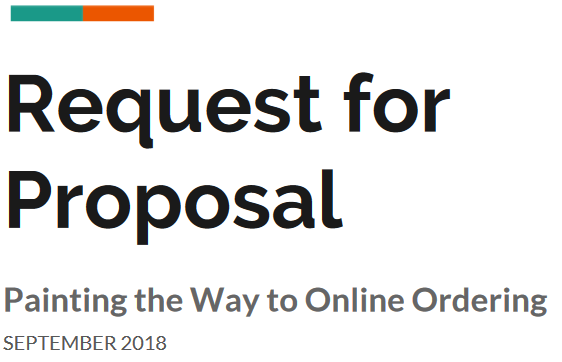 Request for
Proposal
Painting the Way to Online Ordering
SEPTEMBER 2018